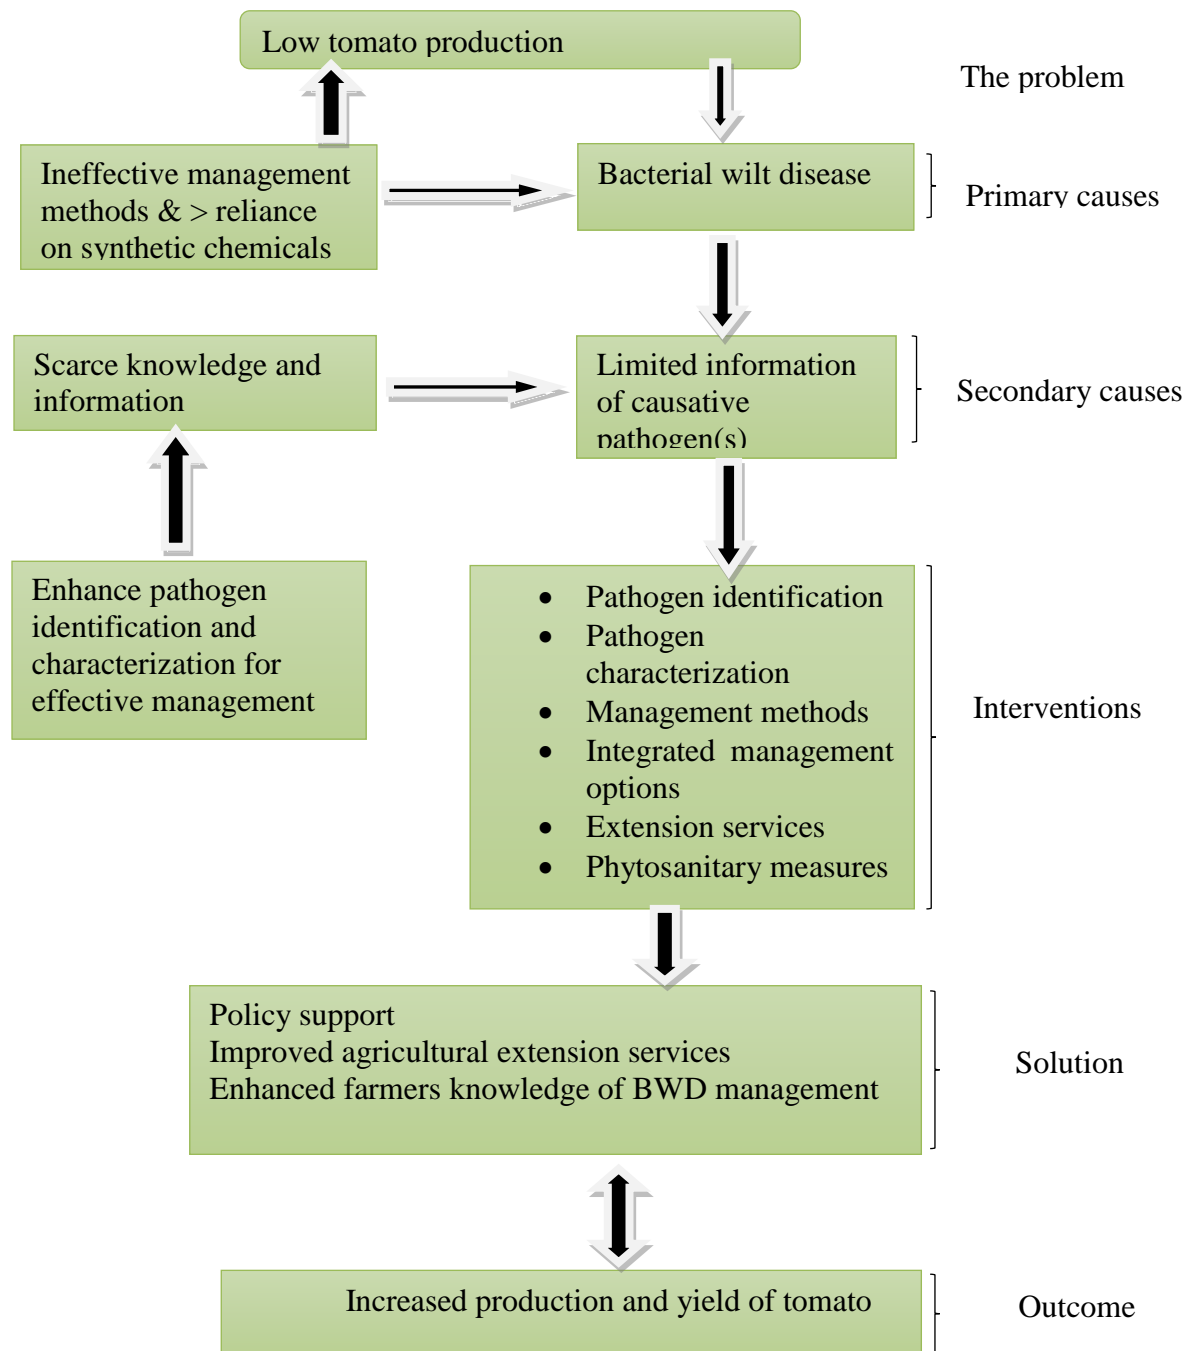 Low tomato production
The problem
Ineffective management
methods & > reliance
on synthetic chemicals
Bacterial wilt disease
Primary causes
Scarce knowledge and
information
Limited information
of causative
pathogen(s)
Secondary causes
Enhance pathogen
identification and
characterization for
effective management
• Pathogen identification
• Pathogen
characterization
• Management methods
• Integrated management
options
• Extension services
• Phytosanitary measures
Interventions
Policy support
Improved agricultural extension services
Enhanced farmers knowledge of BWD management
Solution
Increased production and yield of tomato
Outcome